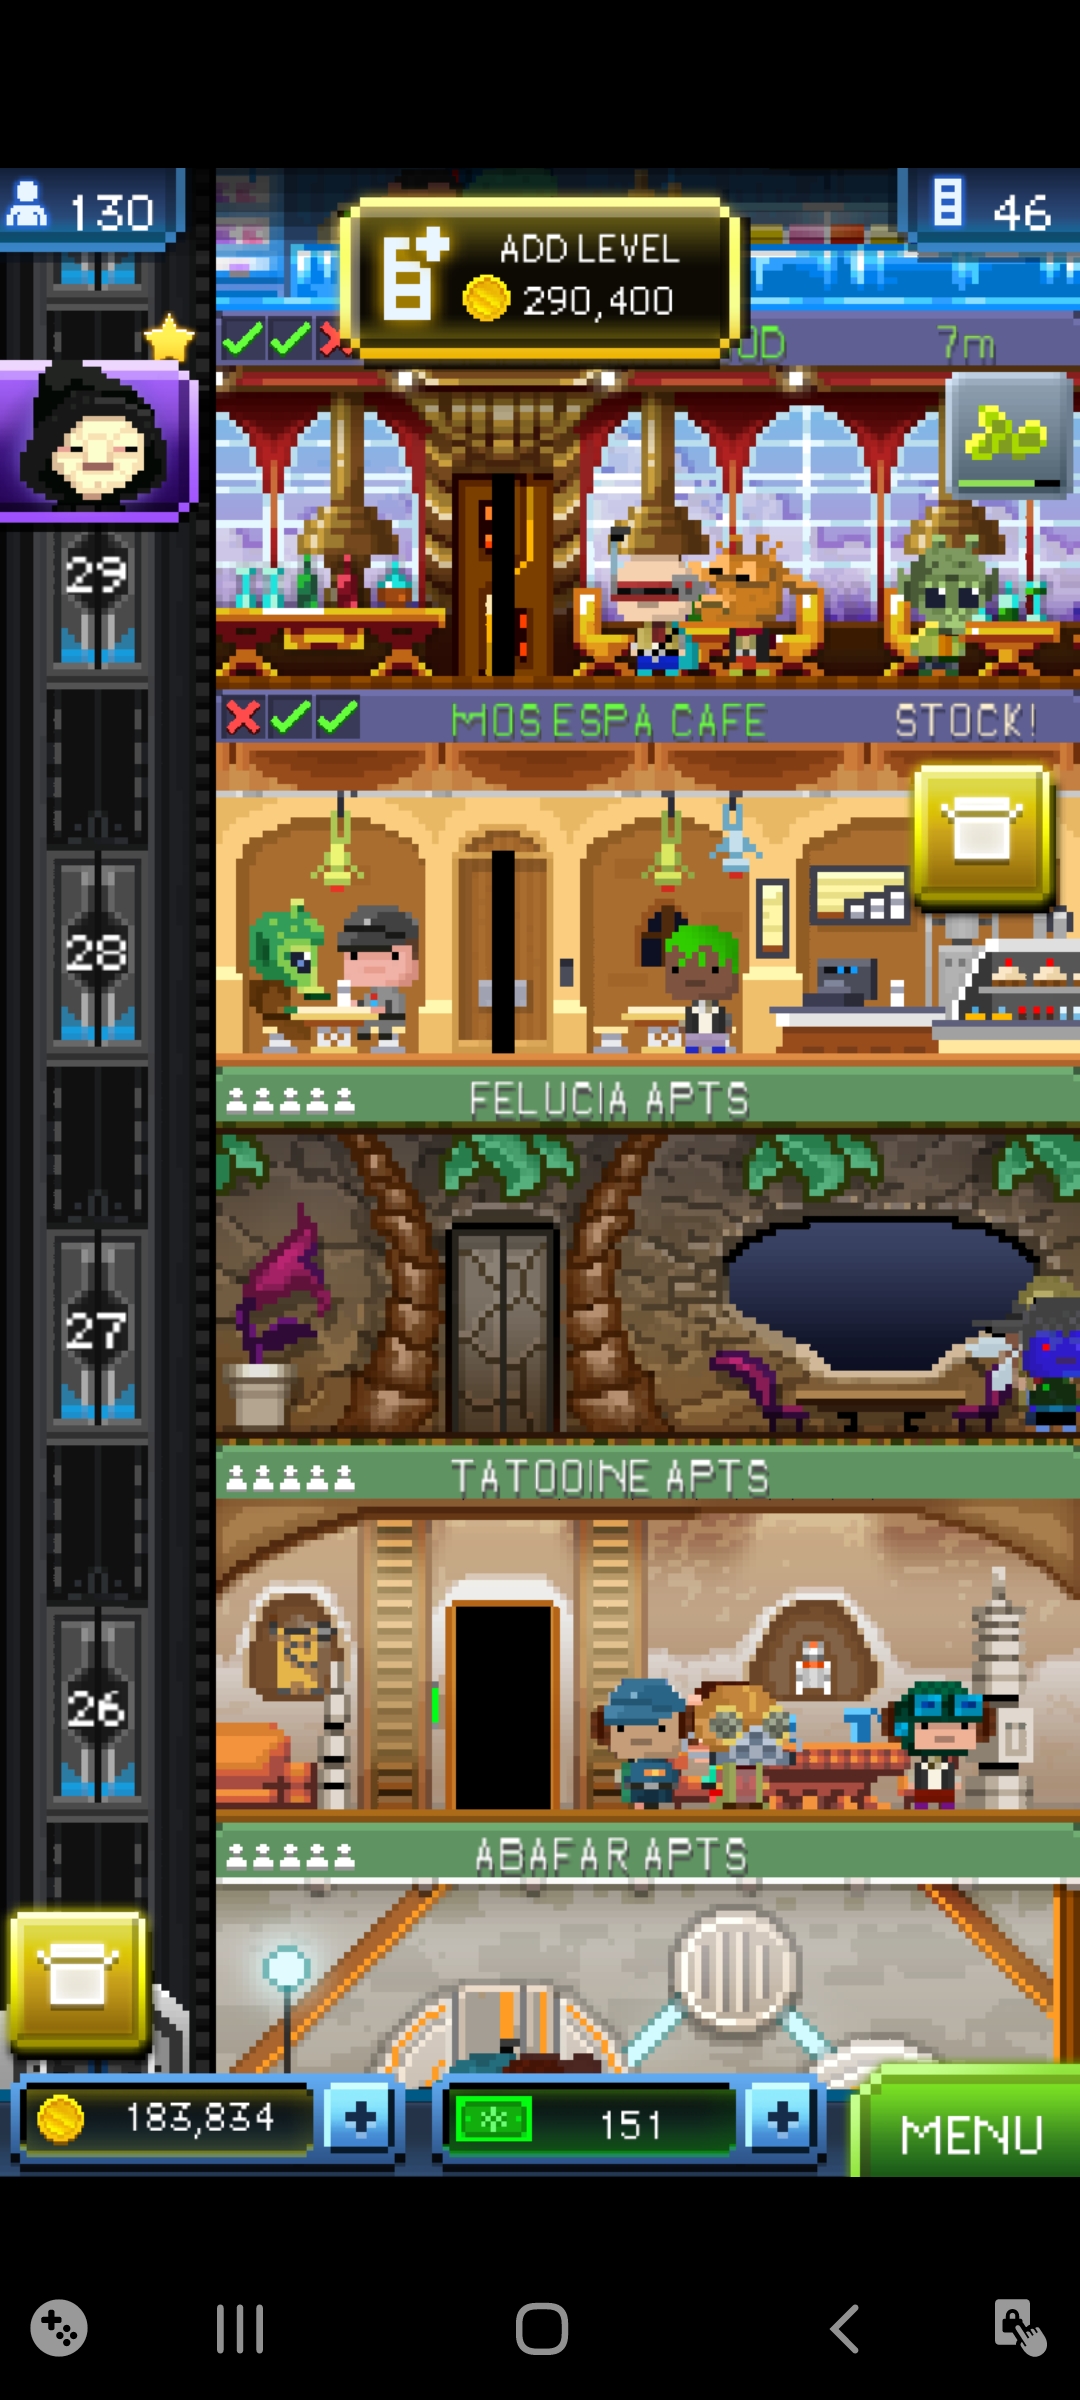 130
46
ADD LEVEL
290,400
OD
7m
29
MOS ESPA CAFE
STOCK!
28
FELUCIA APTS
27
TATOOINE APTS
26
ABAFAR APTS
183,834
151
MENU